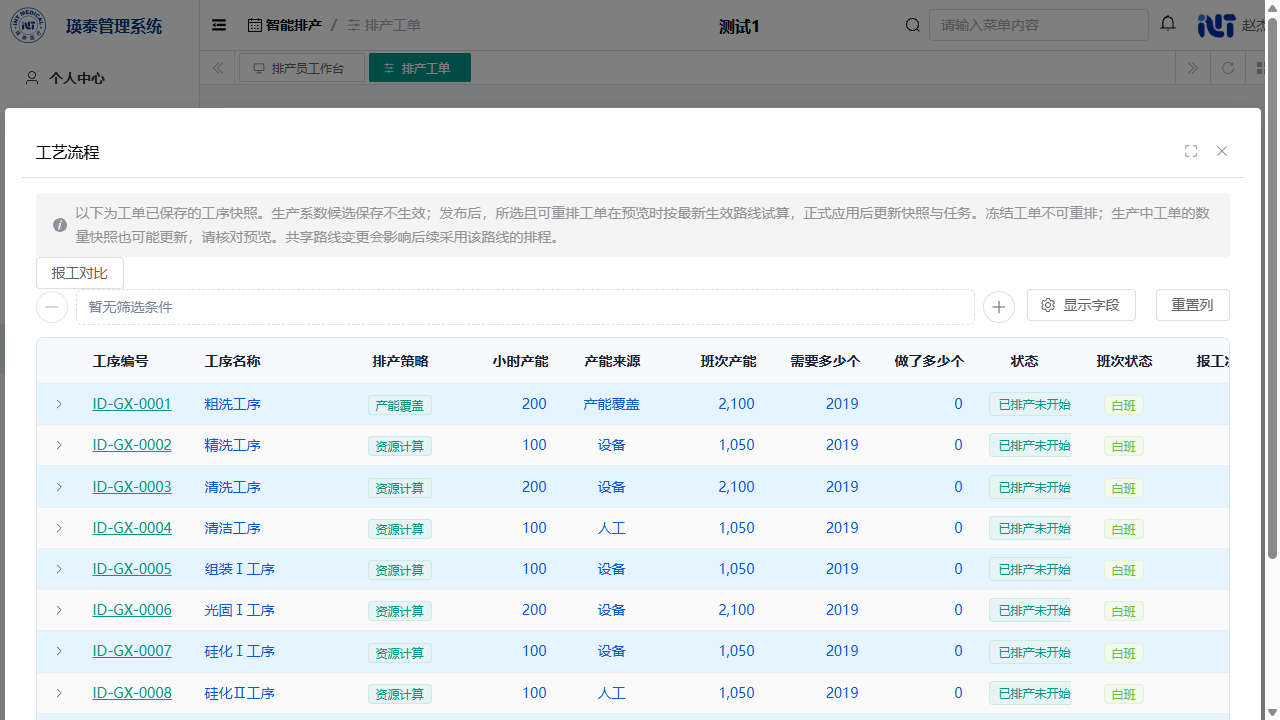 瑛泰管理系统
智能排产 / 排产工单
测试1
请输入菜单内容
个人中心
排产员工作台
排产工单
工艺流程
以下为工单已保存的工序快照。生产系数候选保存不生效；发布后，所选且可重排工单在预览时按最新生效路线试算，正式应用后更新快照与任务。冻结工单不可重排；生产中工单的数
量快照也可能更新，请核对预览。共享路线变更会影响后续采用该路线的排程。
报工对比
暂无筛选条件
显示字段
重置列
工序编号 工序名称 排产策略 小时产能 产能来源 班次产能 需要多少个 做了多少个 状态 班次状态 报工
ID-GX-0001 粗洗工序 产能覆盖 200 产能覆盖 2,100 2019 0 已排产未开始 白班
ID-GX-0002 精洗工序 资源计算 100 设备 1,050 2019 0 已排产未开始 白班
ID-GX-0003 清洗工序 资源计算 200 设备 2,100 2019 0 已排产未开始 白班
ID-GX-0004 清洁工序 资源计算 100 人工 1,050 2019 0 已排产未开始 白班
ID-GX-0005 组装Ⅰ工序 资源计算 100 设备 1,050 2019 0 已排产未开始 白班
ID-GX-0006 光固Ⅰ工序 资源计算 200 设备 2,100 2019 0 已排产未开始 白班
ID-GX-0007 硅化Ⅰ工序 资源计算 100 设备 1,050 2019 0 已排产未开始 白班
ID-GX-0008 硅化Ⅱ工序 资源计算 100 人工 1,050 2019 0 已排产未开始 白班